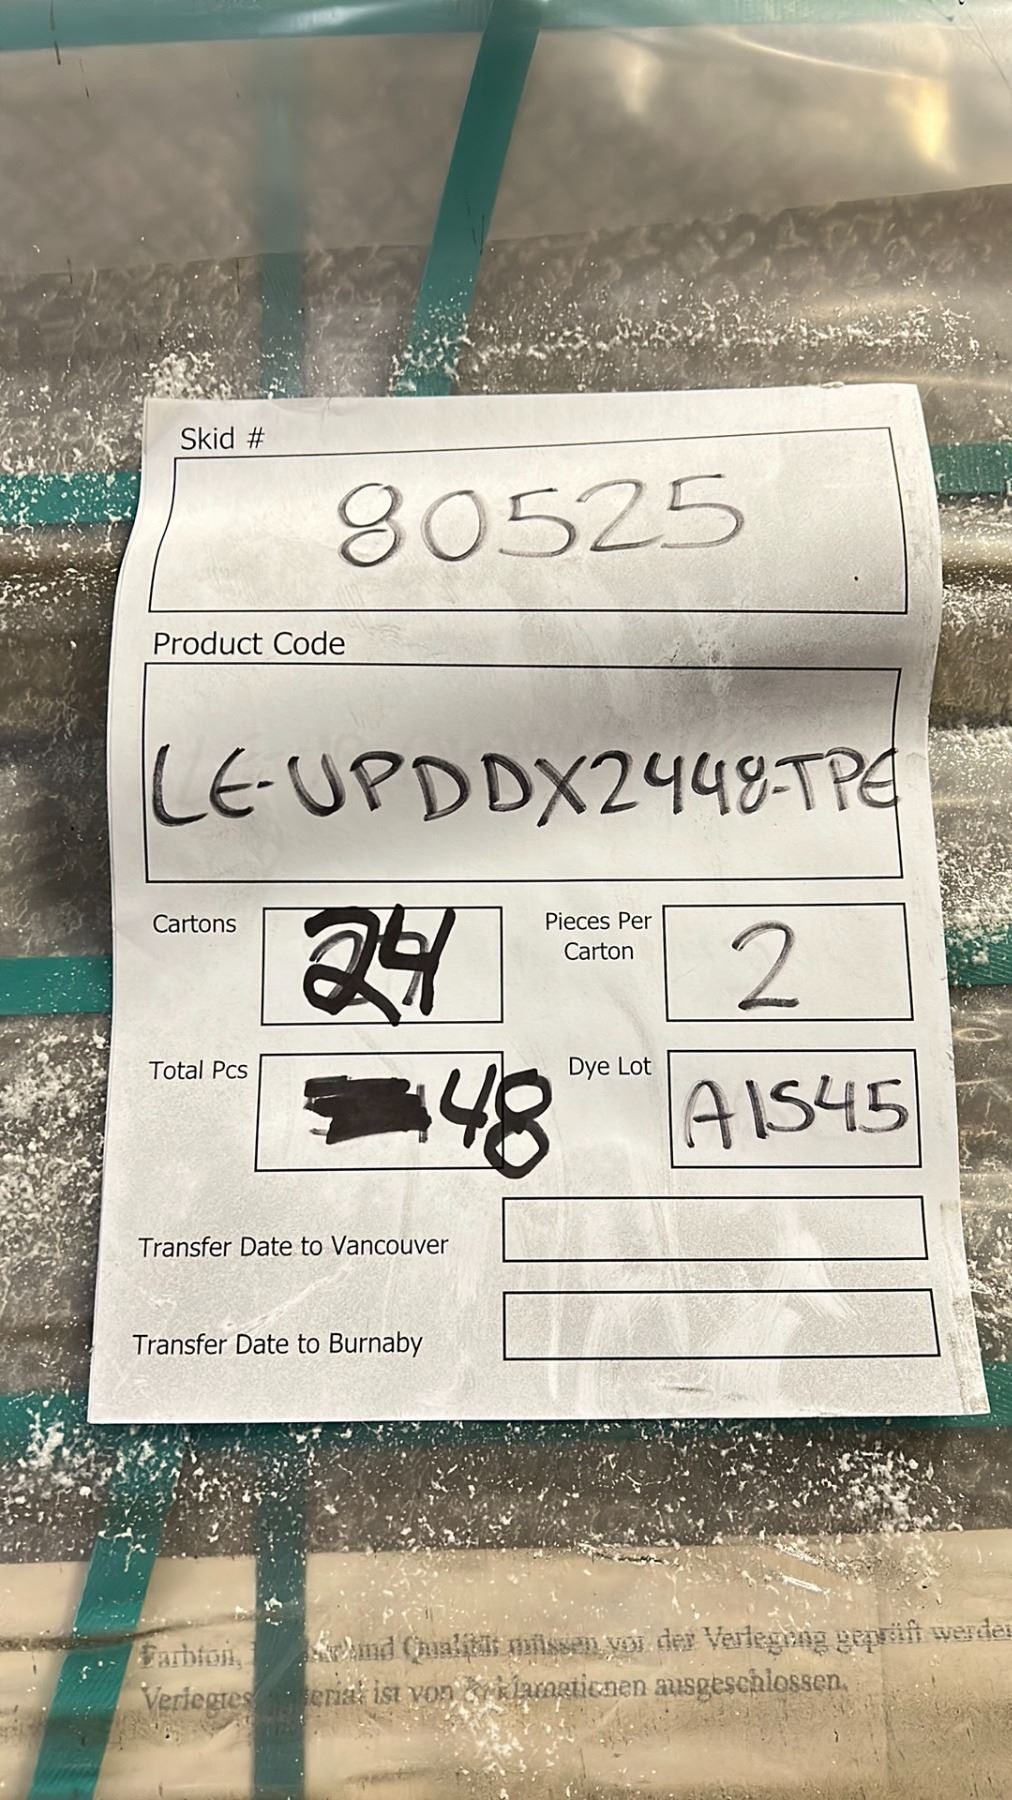 Skid #
80525
Product Code
LE-UPDDX2448-TPE
Cartons
24
Pieces Per
Carton
2
Total Pcs
48
Dye Lot
A1S45
Transfer Date to Vancouver
Transfer Date to Burnaby
Farbton, und Qualität müssen vor der Verlegung geprüft werden
Verlegtes ist von Reklamationen ausgeschlossen.